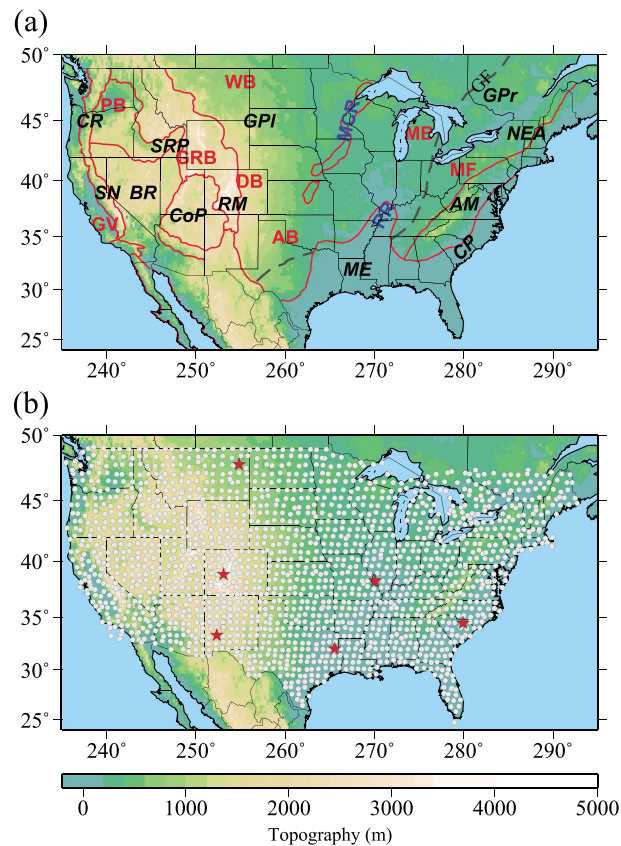 (a)
50°
WB
GF
GPr
PB
CR
GPl
MCR
MB
NEA
45°
SRP
GRB
MF
40°
SN BR
DB
CoP
RM
RR
AM
GV
AB
CP
35°
ME
30°
25°
240° 250° 260° 270° 280° 290°
(b)
50°
45°
40°
35°
30°
25°
240° 250° 260° 270° 280° 290°
0 1000 2000 3000 4000 5000
Topography (m)